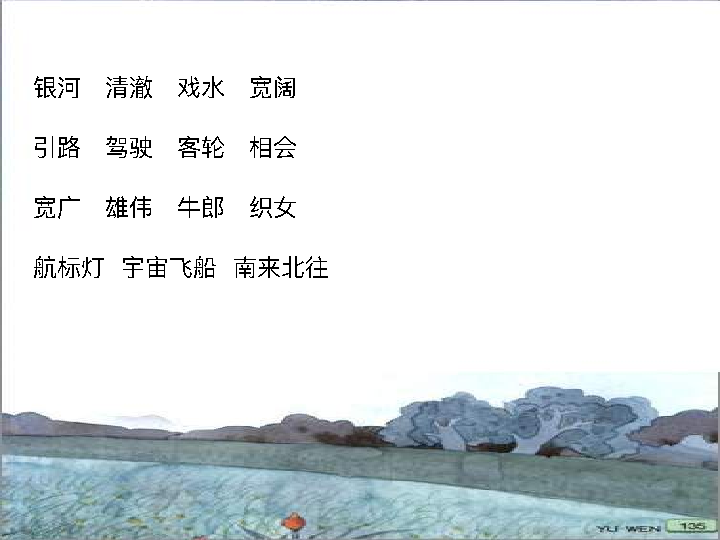 银河 清澈 戏水 宽阔
引路 驾驶 客轮 相会
宽广 雄伟 牛郎 织女
航标灯 宇宙飞船 南来北往
YU WEN 135